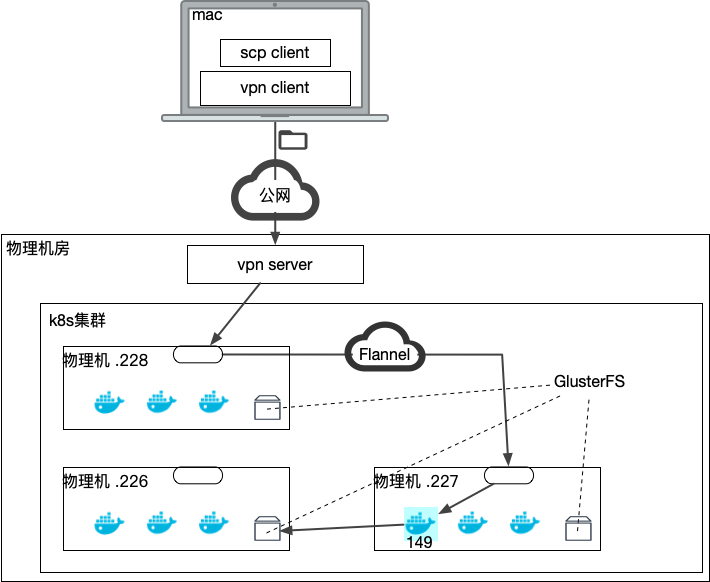 mac
scp client
vpn client
公网
物理机房
vpn server
k8s集群
物理机 .228
Flannel
GlusterFS
物理机 .226
物理机 .227
149